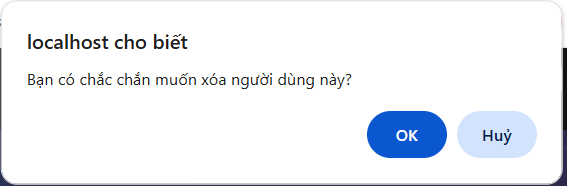 localhost cho biết
Bạn có chắc chắn muốn xóa người dùng này?
OK
Huỷ